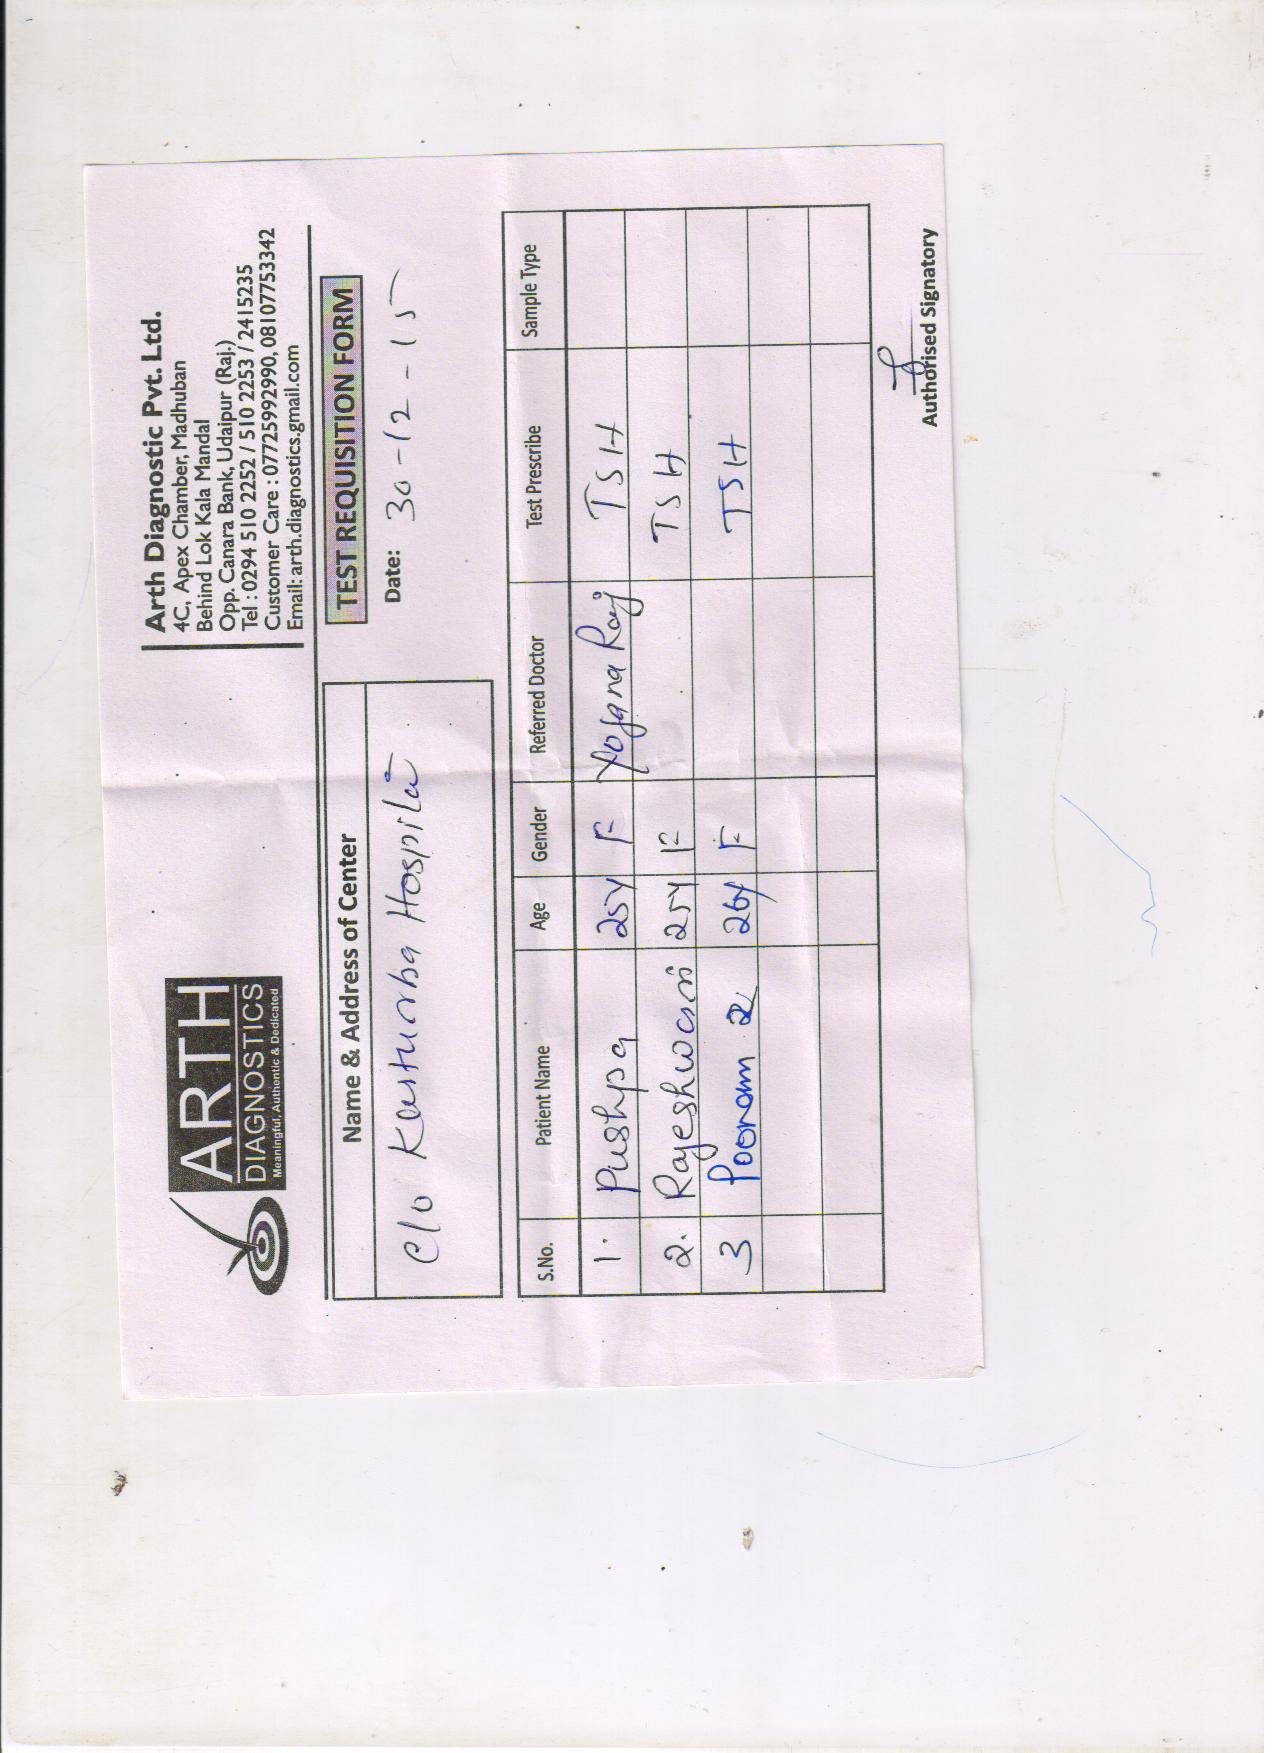 ARTH
DIAGNOSTICS
Meaningful, Authentic & Dedicated
Arth Diagnostic Pvt. Ltd.
4C, Apex Chamber, Madhuban
Behind Lok Kala Mandal
Opp. Canara Bank, Udaipur (Raj.)
Tel : 0294 510 2252 / 510 2253 / 2415235
Customer Care : 07725992990, 08107753342
Email: arth.diagnostics.gmail.com
Name & Address of Center
C/o Kasturba Hospital
TEST REQUISITION FORM
Date: 30-12-15
S.No. Patient Name Age Gender Referred Doctor Test Prescribe Sample Type
1. Pushpa 25y F Yogana Raj TSH
2. Rajeshwari 25y F TSH
3 Poonam 26y F TSH
Authorised Signatory